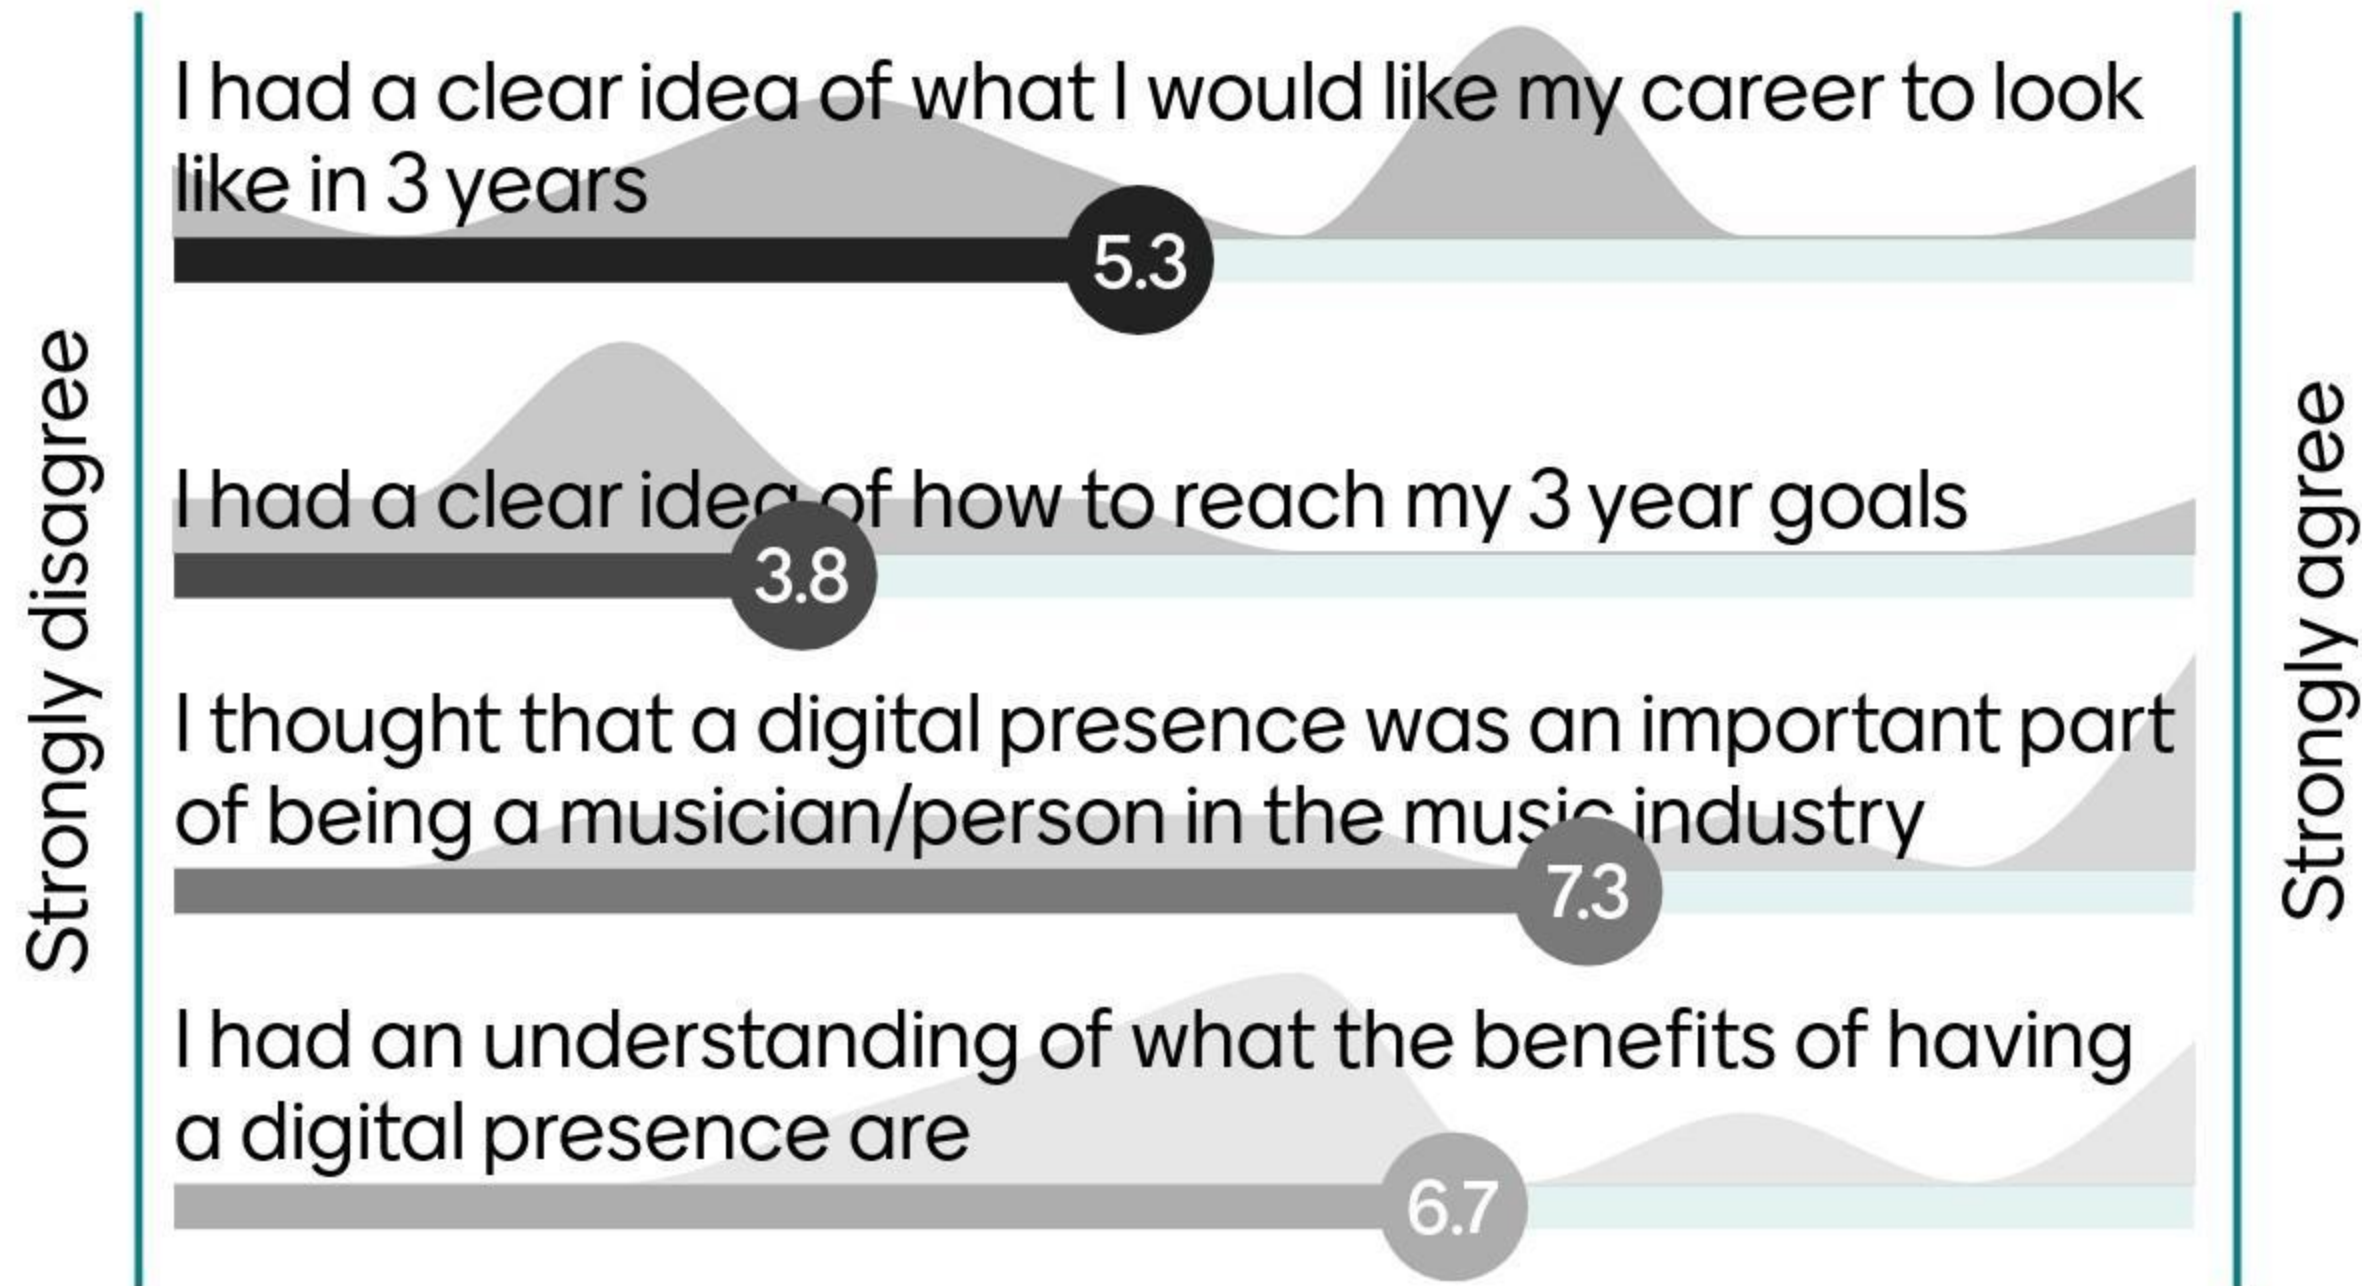 Strongly disagree
I had a clear idea of what I would like my career to look
like in 3 years
5.3
I had a clear idea of how to reach my 3 year goals
3.8
I thought that a digital presence was an important part
of being a musician/person in the music industry
7.3
I had an understanding of what the benefits of having
a digital presence are
6.7
Strongly agree